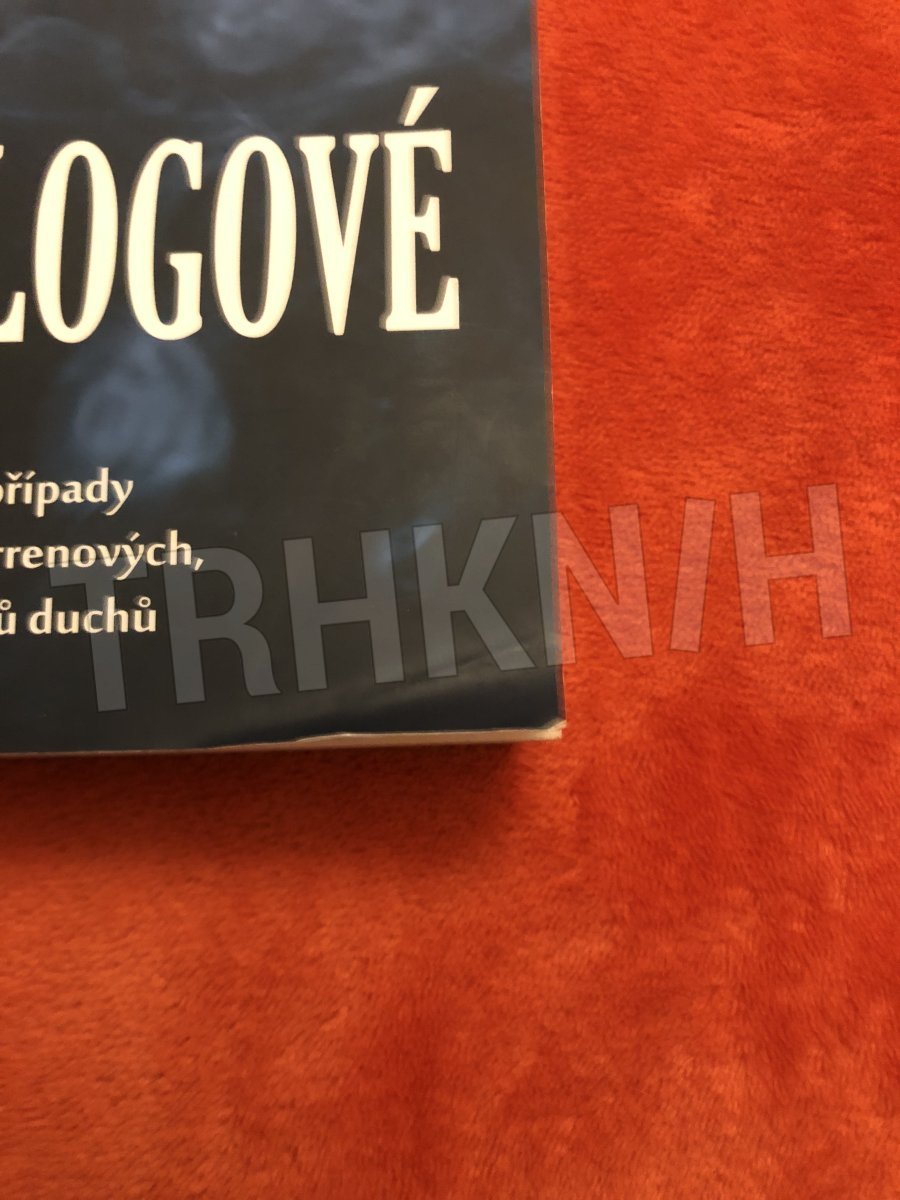 LOGOVÉ
případy
rrenových,
ů duchů
TRHKNIH